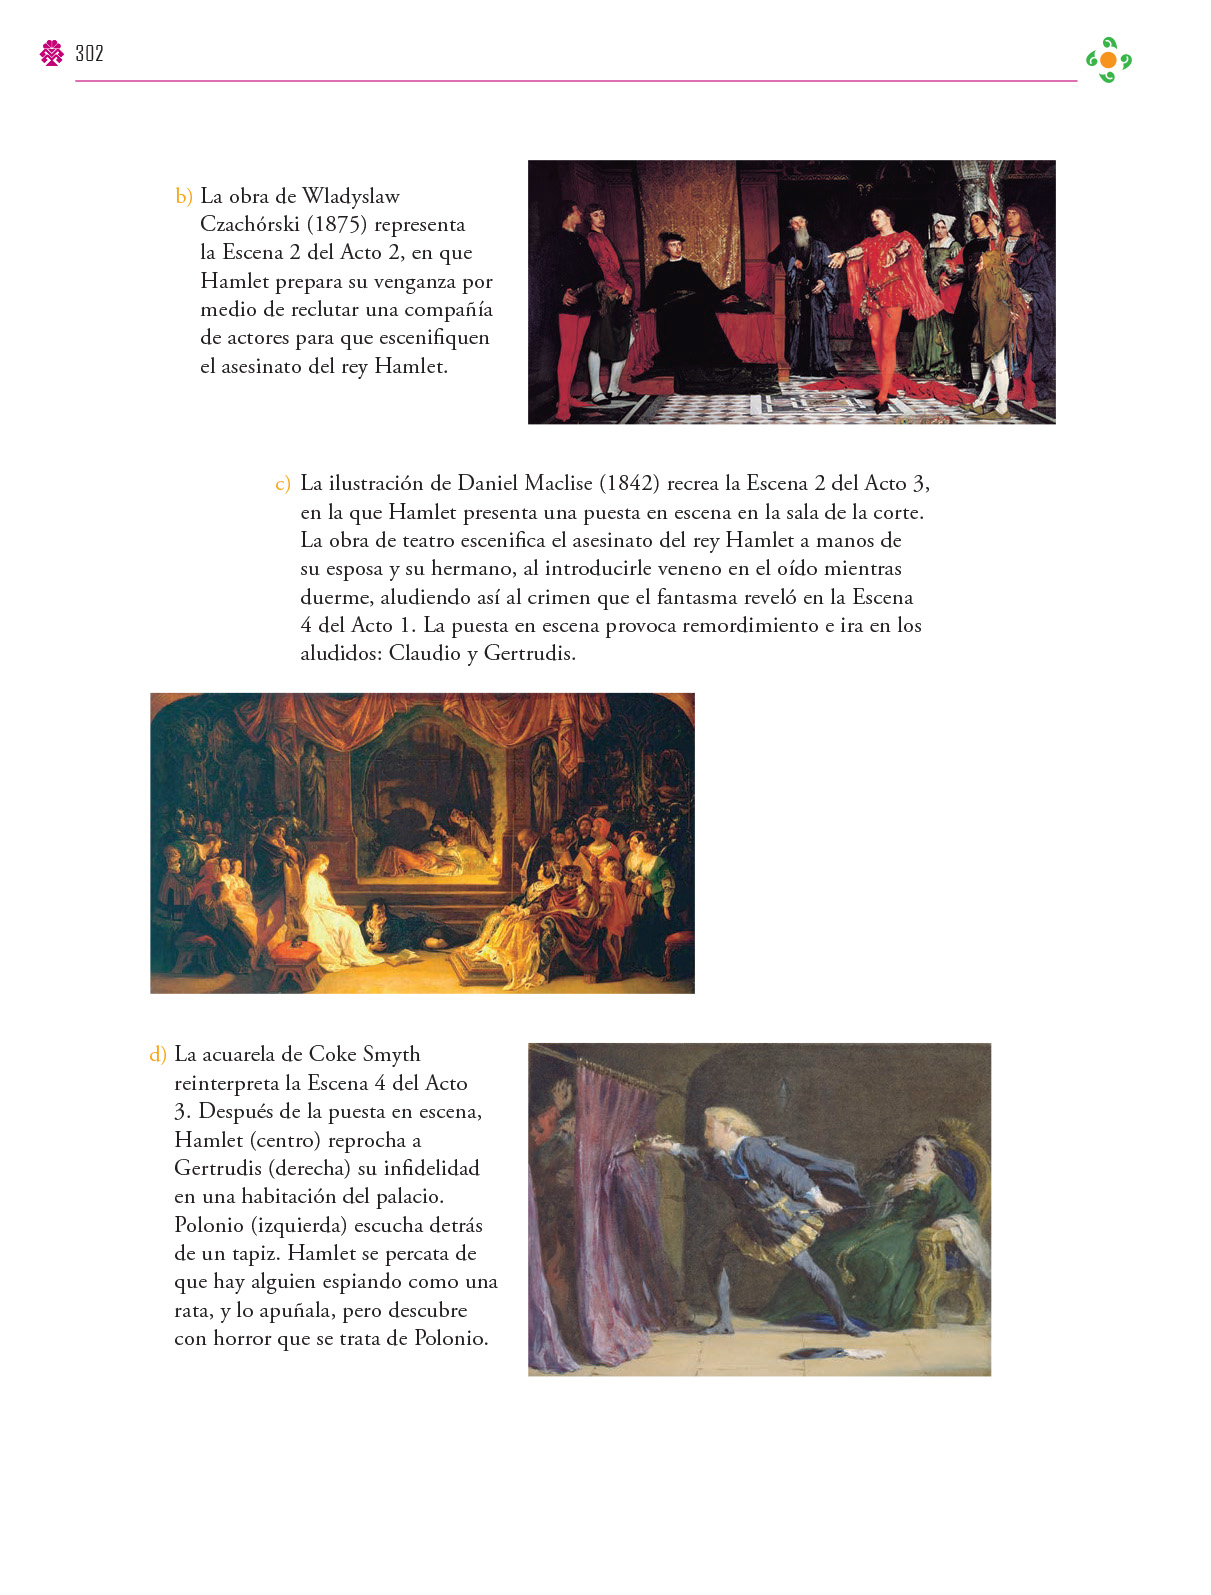 302
b) La obra de Wladyslaw
Czachórski (1875) representa
la Escena 2 del Acto 2, en que
Hamlet prepara su venganza por
medio de reclutar una compañía
de actores para que escenifiquen
el asesinato del rey Hamlet.
c) La ilustración de Daniel Maclise (1842) recrea la Escena 2 del Acto 3,
en la que Hamlet presenta una puesta en escena en la sala de la corte.
La obra de teatro escenifica el asesinato del rey Hamlet a manos de
su esposa y su hermano, al introducirle veneno en el oído mientras
duerme, aludiendo así al crimen que el fantasma reveló en la Escena
4 del Acto 1. La puesta en escena provoca remordimiento e ira en los
aludidos: Claudio y Gertrudis.
d) La acuarela de Coke Smyth
reinterpreta la Escena 4 del Acto
3. Después de la puesta en escena,
Hamlet (centro) reprocha a
Gertrudis (derecha) su infidelidad
en una habitación del palacio.
Polonio (izquierda) escucha detrás
de un tapiz. Hamlet se percata de
que hay alguien espiando como una
rata, y lo apuñala, pero descubre
con horror que se trata de Polonio.